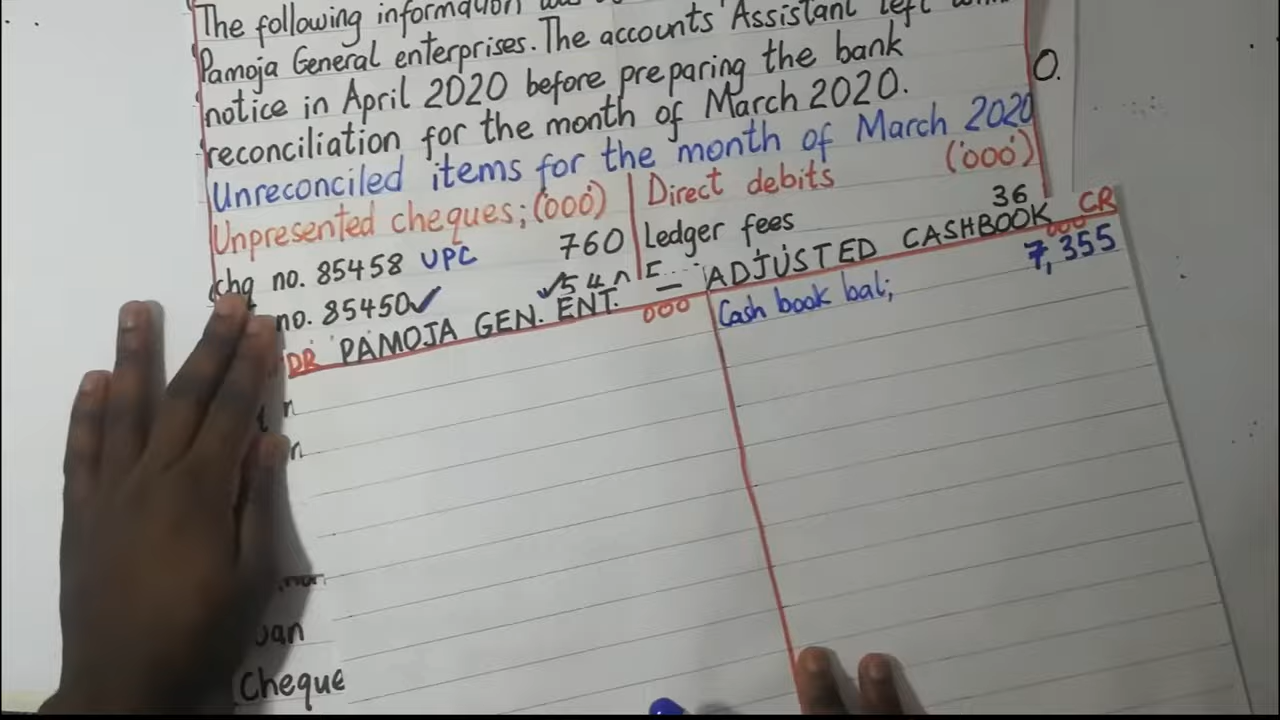 The following information
Pamoja General enterprises. The accounts Assistant left
notice in April 2020 before preparing the bank
reconciliation for the month of March 2020.
Unreconciled items for the month of March 2020
Unpresented cheques; ('000')
chq no. 85458 UPC 760
no. 85450✓
Direct debits ('000')
Ledger fees 36
DR PAMOJA GEN. ENT. — ADJUSTED CASHBOOK CR
000 000
Cash book bal; 7,355
Cheque
O.